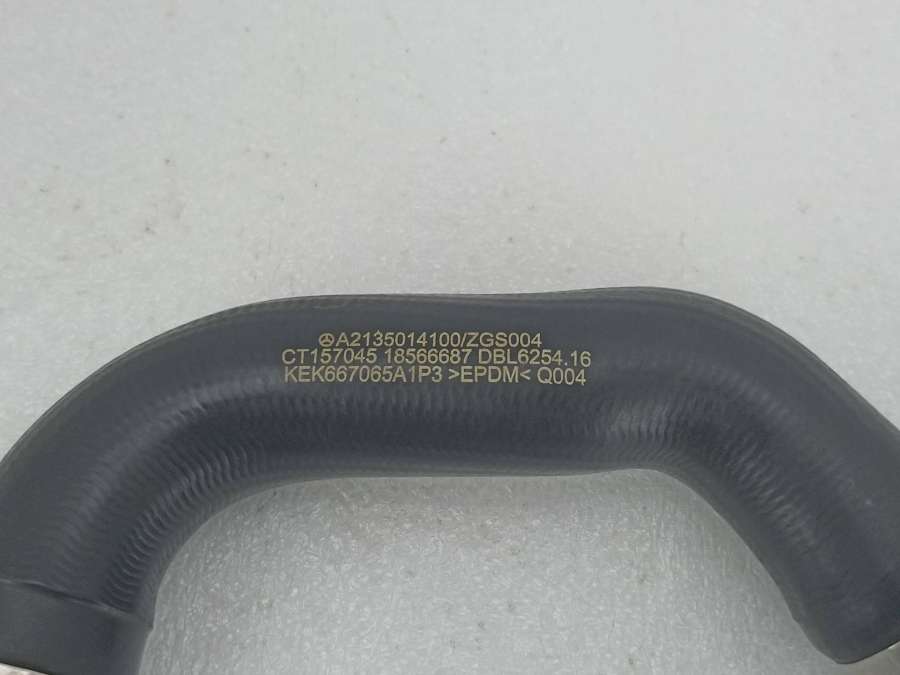 A2135014100/ZGS004
CT157045 18566687 DBL6254.16
KEK667065A1P3 >EPDM< Q004